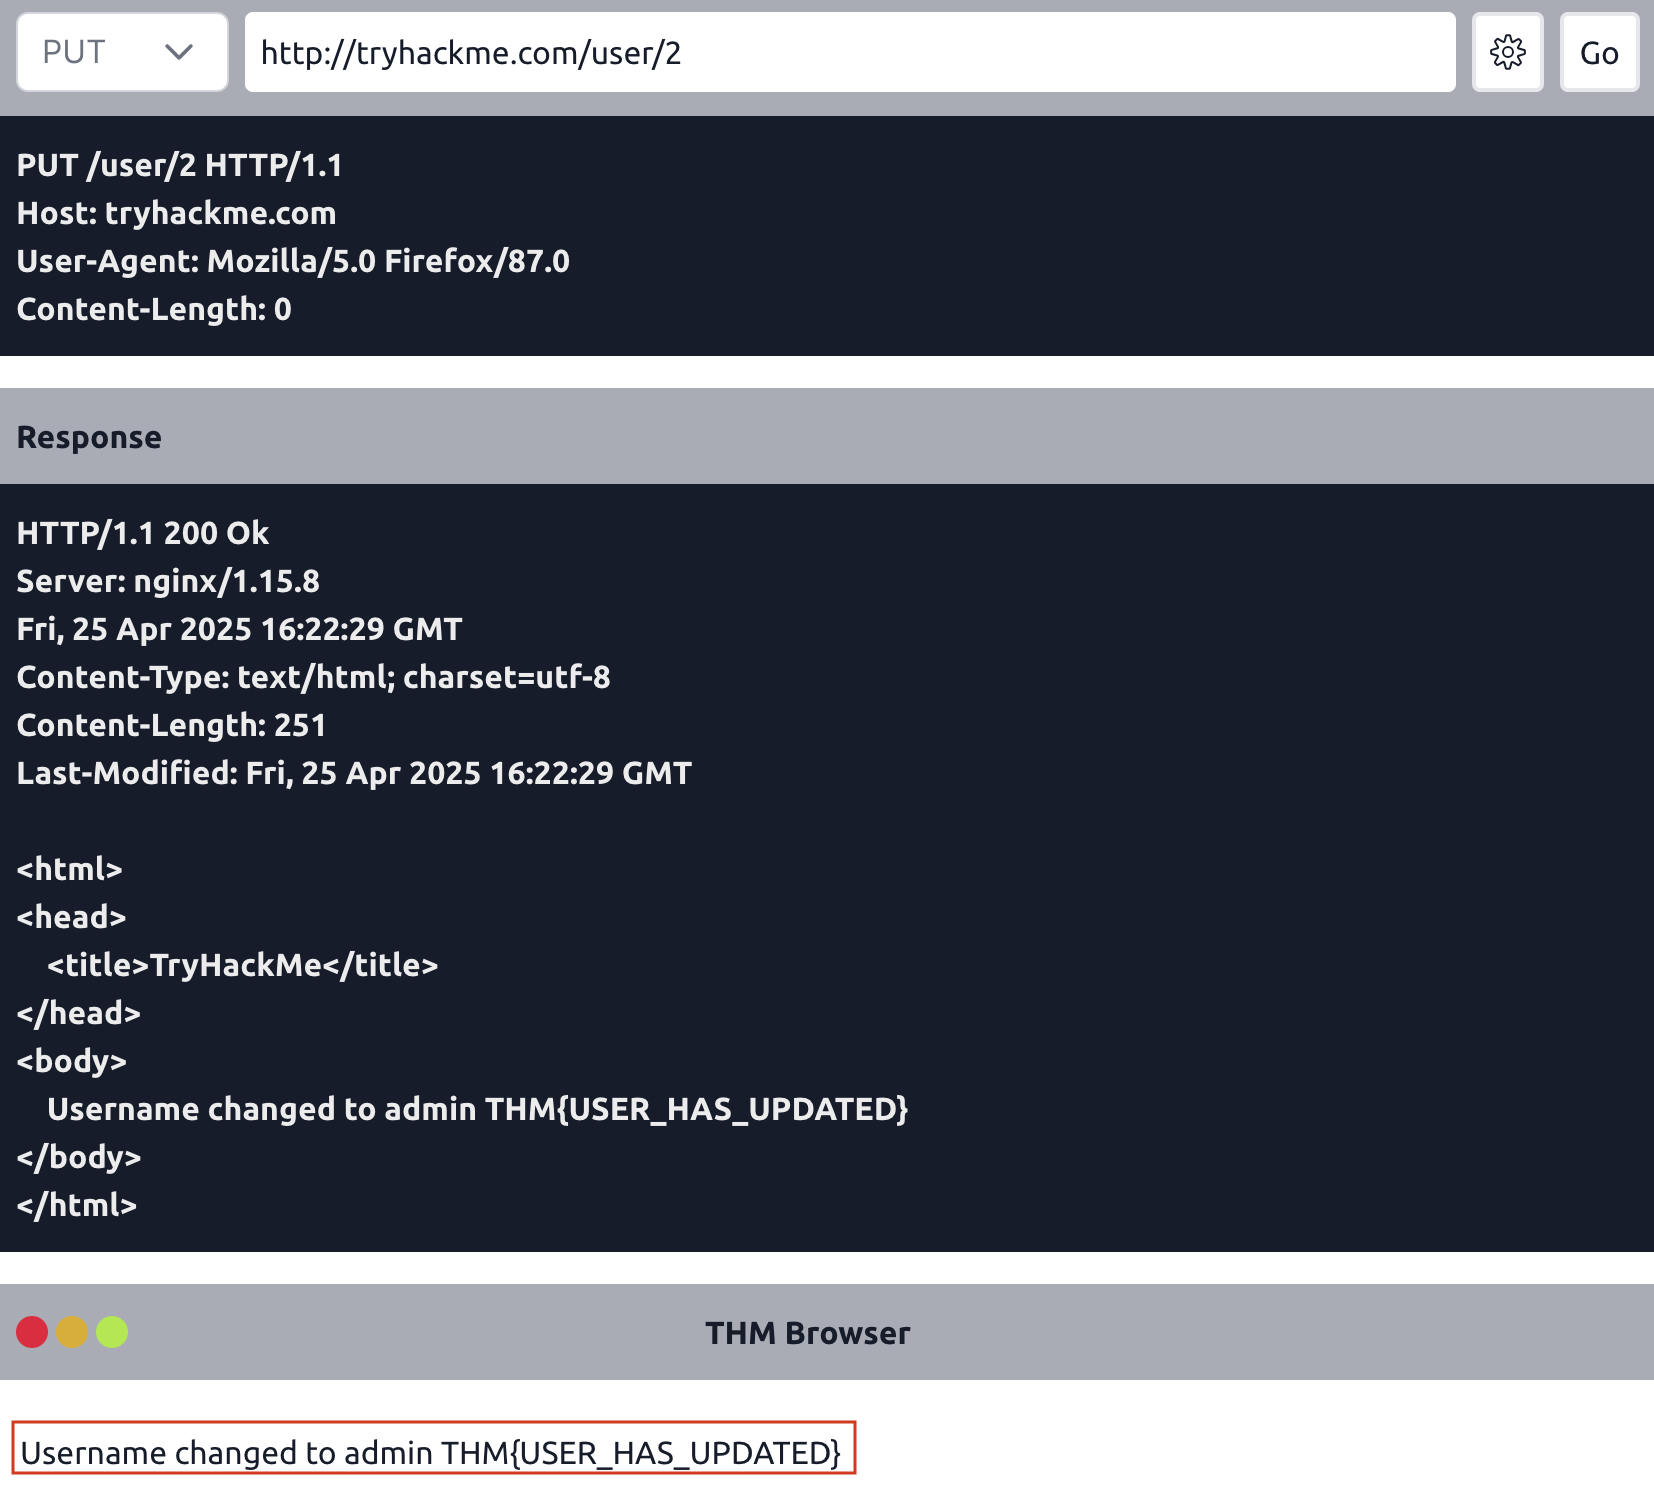 PUT
http://tryhackme.com/user/2
Go
PUT /user/2 HTTP/1.1
Host: tryhackme.com
User-Agent: Mozilla/5.0 Firefox/87.0
Content-Length: 0
Response
HTTP/1.1 200 Ok
Server: nginx/1.15.8
Fri, 25 Apr 2025 16:22:29 GMT
Content-Type: text/html; charset=utf-8
Content-Length: 251
Last-Modified: Fri, 25 Apr 2025 16:22:29 GMT
<html>
<head>
<title>TryHackMe</title>
</head>
<body>
Username changed to admin THM{USER_HAS_UPDATED}
</body>
</html>
THM Browser
Username changed to admin THM{USER_HAS_UPDATED}